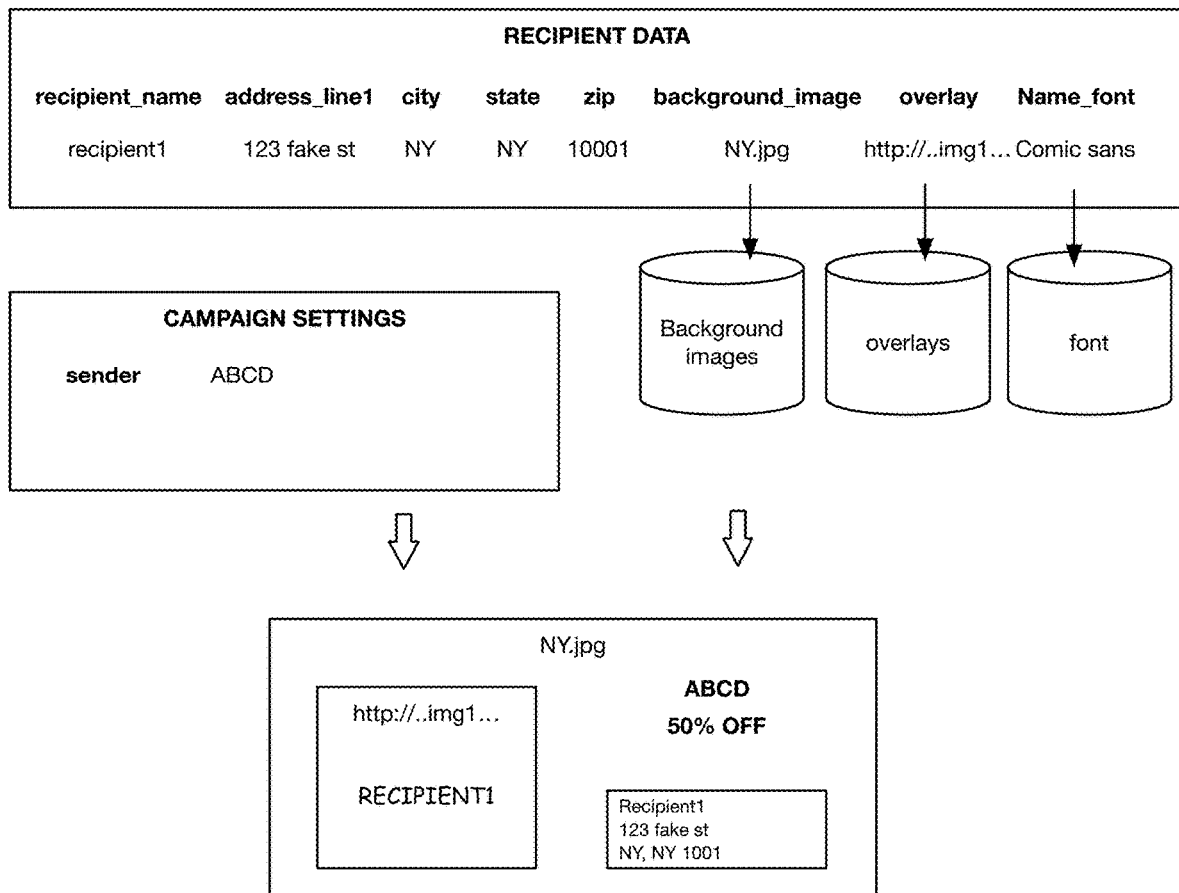 RECIPIENT DATA
recipient_name address_line1 city state zip background_image overlay Name_font
recipient1 123 fake st NY NY 10001 NY.jpg http://..img1... Comic sans
Background
images
overlays
font
CAMPAIGN SETTINGS
sender ABCD
NY.jpg
http://..img1...
RECIPIENT1
ABCD
50% OFF
Recipient1
123 fake st
NY, NY 1001